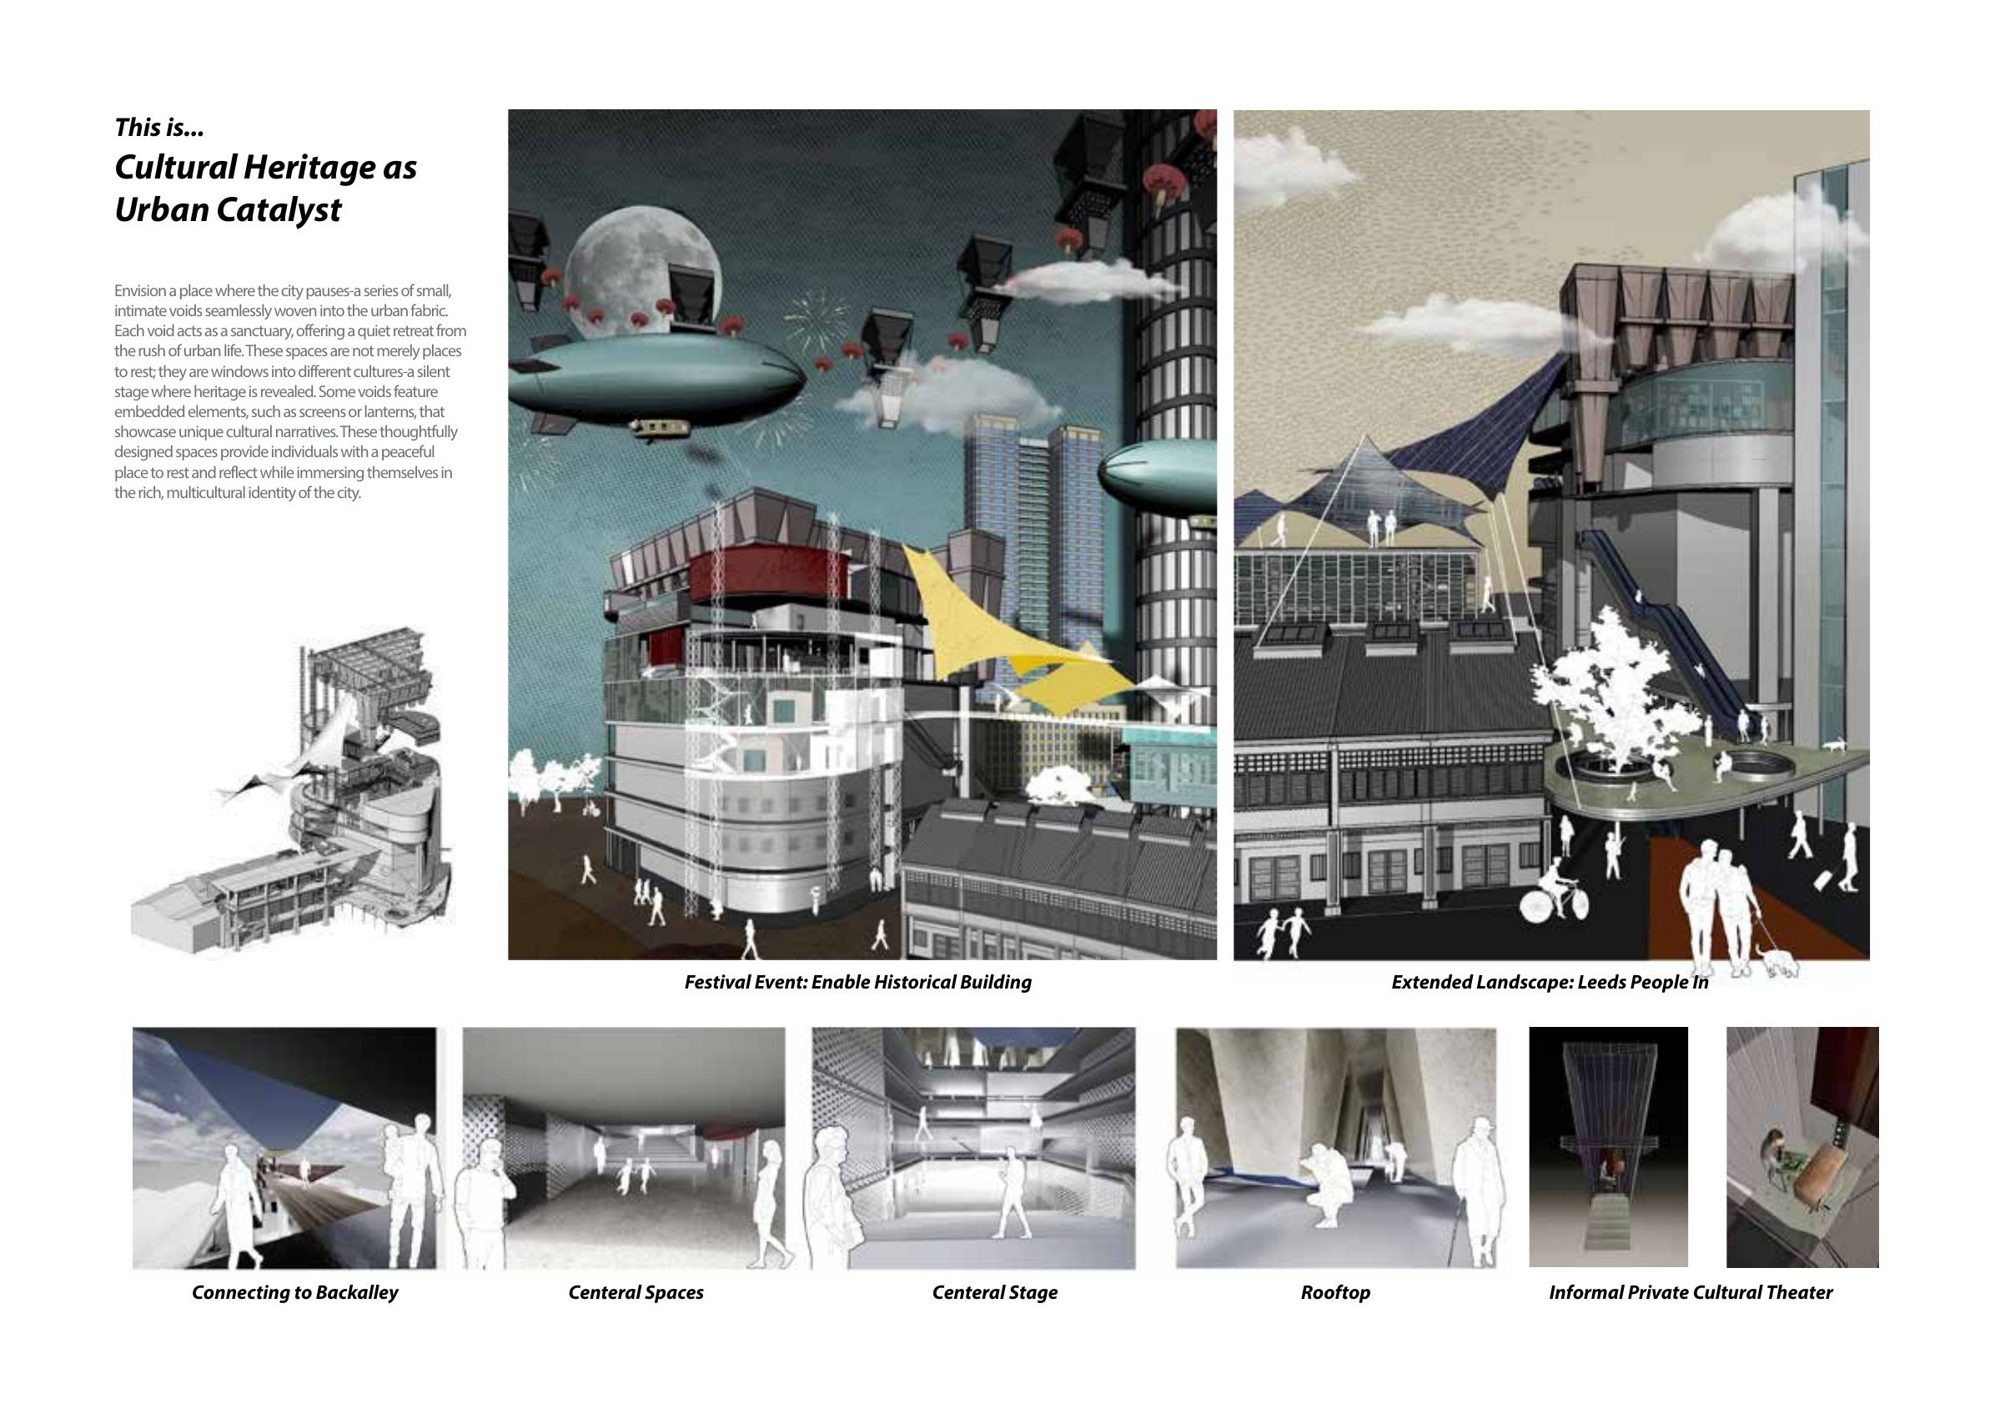 This is...
Cultural Heritage as
Urban Catalyst
Envision a place where the city pauses-a series of small,
intimate voids seamlessly woven into the urban fabric.
Each void acts as a sanctuary, offering a quiet retreat from
the rush of urban life. These spaces are not merely places
to rest; they are windows into different cultures-a silent
stage where heritage is revealed. Some voids feature
embedded elements, such as screens or lanterns, that
showcase unique cultural narratives. These thoughtfully
designed spaces provide individuals with a peaceful
place to rest and reflect while immersing themselves in
the rich, multicultural identity of the city.
Festival Event: Enable Historical Building
Extended Landscape: Leeds People In
Connecting to Backalley
Centeral Spaces
Centeral Stage
Rooftop
Informal Private Cultural Theater